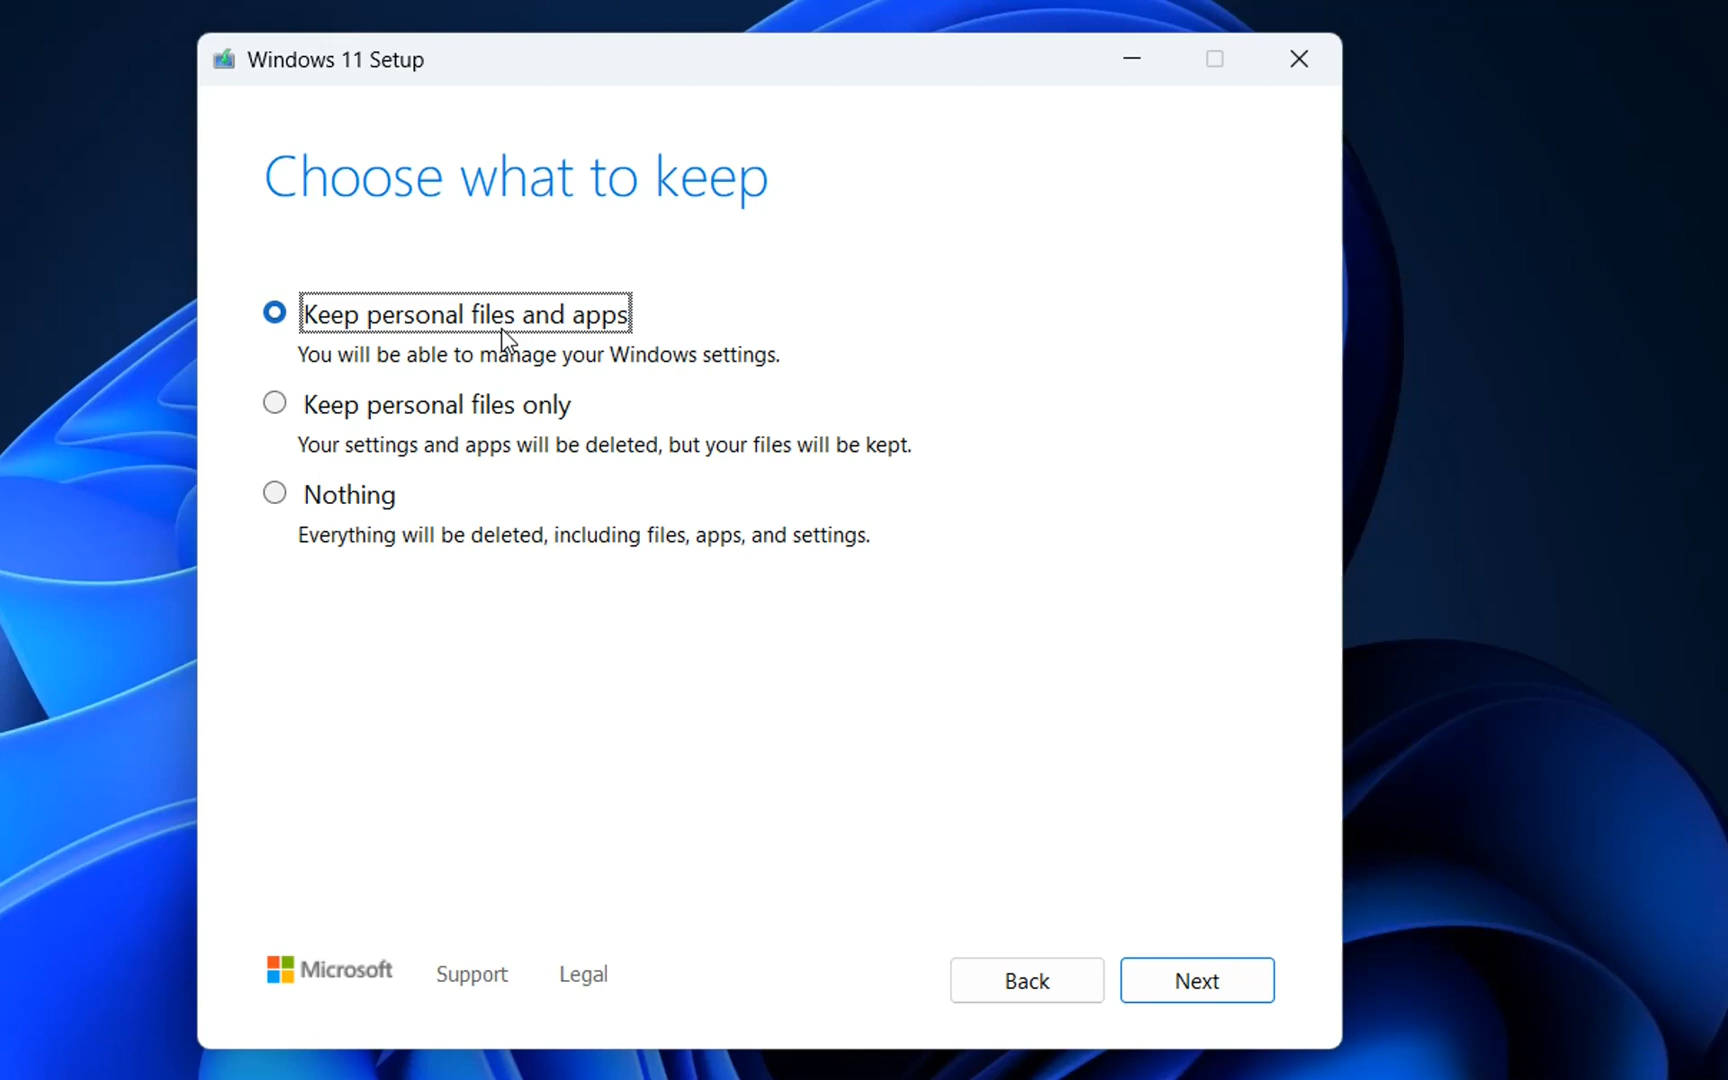 Windows 11 Setup
Choose what to keep
Keep personal files and apps
You will be able to manage your Windows settings.
Keep personal files only
Your settings and apps will be deleted, but your files will be kept.
Nothing
Everything will be deleted, including files, apps, and settings.
Microsoft Support Legal Back Next